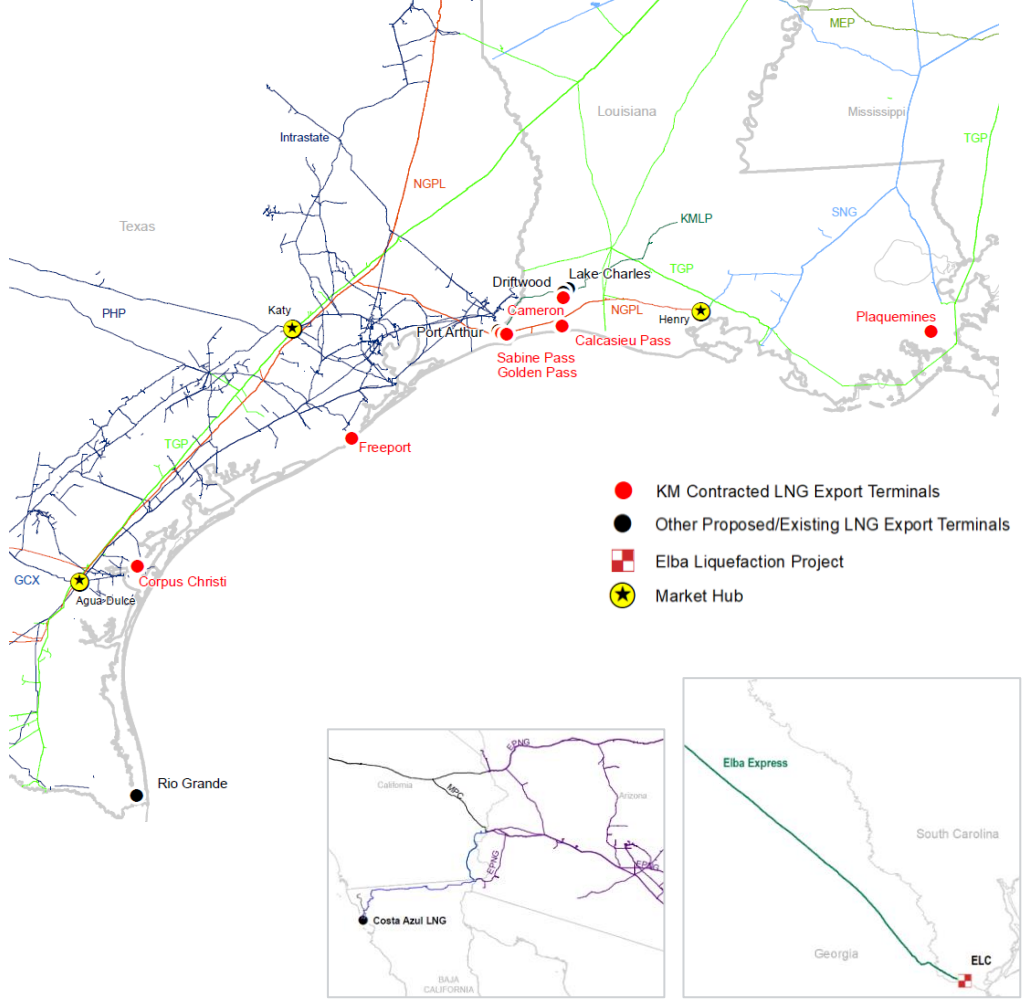 MEP
Louisiana
Mississippi
Intrastate
TGP
NGPL
Texas
KMLP
SNG
TGP
Lake Charles
Driftwood
Cameron
NGPL
Henry
Katy
PHP
Port Arthur
Calcasieu Pass
Plaquemines
Sabine Pass
Golden Pass
TGP
Freeport
KM Contracted LNG Export Terminals
Other Proposed/Existing LNG Export Terminals
Elba Liquefaction Project
Market Hub
GCX
Corpus Christi
Agua Dulce
Rio Grande
EPNG
California
MPC
Arizona
EPNG
EPNG
Costa Azul LNG
BAJA
CALIFORNIA
Elba Express
South Carolina
Georgia
ELC